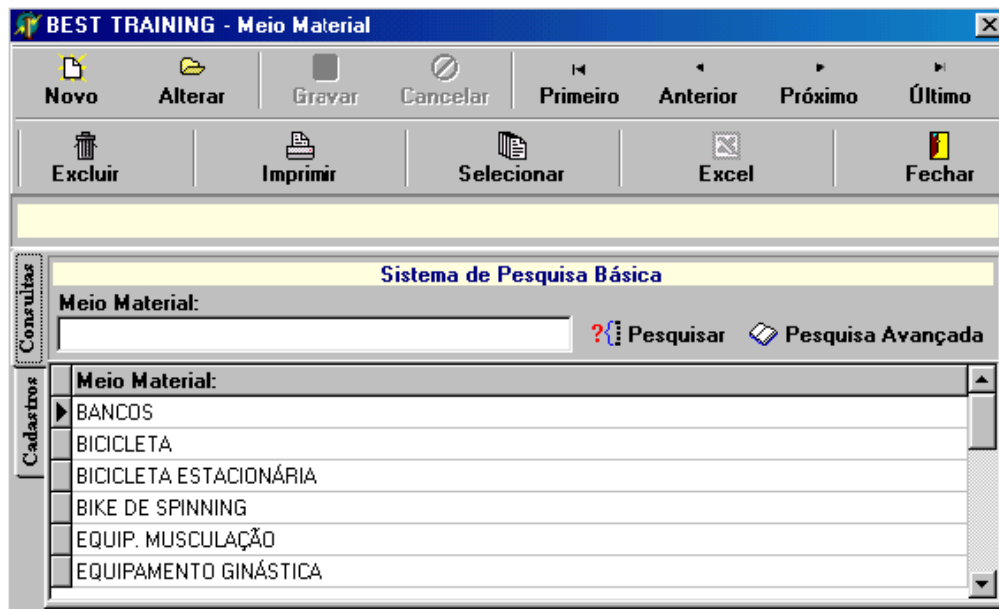 BEST TRAINING - Meio Material
Novo Alterar Gravar Cancelar Primeiro Anterior Próximo Último
Excluir Imprimir Selecionar Excel Fechar
Consultas
Cadastros
Sistema de Pesquisa Básica
Meio Material:
Pesquisar Pesquisa Avançada
Meio Material:
BANCOS
BICICLETA
BICICLETA ESTACIONÁRIA
BIKE DE SPINNING
EQUIP. MUSCULAÇÃO
EQUIPAMENTO GINÁSTICA